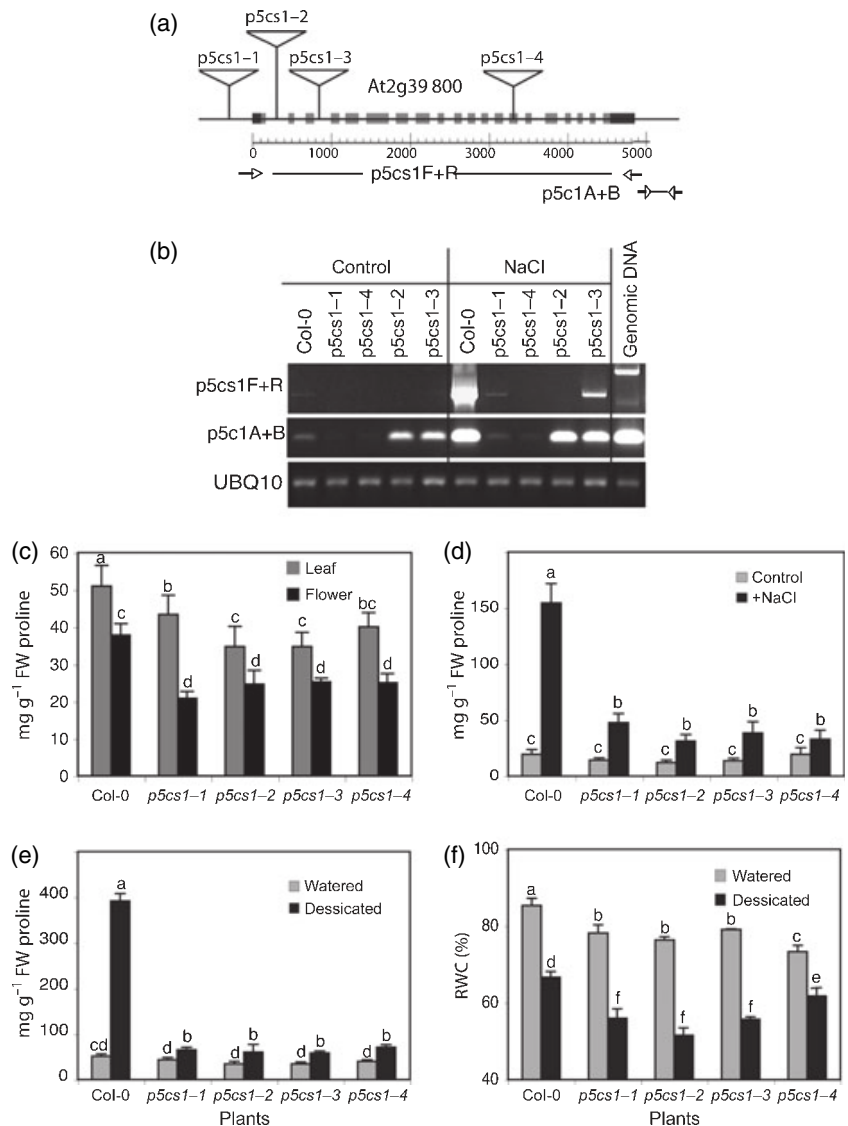 (a)
p5cs1–2
p5cs1–1
p5cs1–3
p5cs1–4
At2g39 800
0 1000 2000 3000 4000 5000
p5cs1F+R
p5c1A+B
(b)
Control NaCl
Col-0 p5cs1–1 p5cs1–4 p5cs1–2 p5cs1–3 Col-0 p5cs1–1 p5cs1–4 p5cs1–2 p5cs1–3 Genomic DNA
p5cs1F+R
p5c1A+B
UBQ10
(c)
mg g⁻¹ FW proline
60
50
40
30
20
10
0
Leaf
Flower
a c b d c d c d bc d
Col-0 p5cs1–1 p5cs1–2 p5cs1–3 p5cs1–4
(d)
mg g⁻¹ FW proline
150
100
50
0
Control
+NaCl
c a c b c b c b c b
Col-0 p5cs1–1 p5cs1–2 p5cs1–3 p5cs1–4
(e)
mg g⁻¹ FW proline
400
300
200
100
0
Watered
Dessicated
cd a d b d b d b d b
Col-0 p5cs1–1 p5cs1–2 p5cs1–3 p5cs1–4
Plants
(f)
RWC (%)
100
80
60
40
Watered
Dessicated
a d b f b f b f c e
Col-0 p5cs1–1 p5cs1–2 p5cs1–3 p5cs1–4
Plants